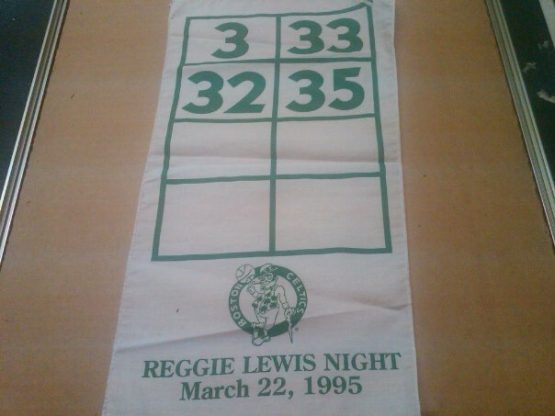 3 33
32 35
BOSTON CELTICS
REGGIE LEWIS NIGHT
March 22, 1995